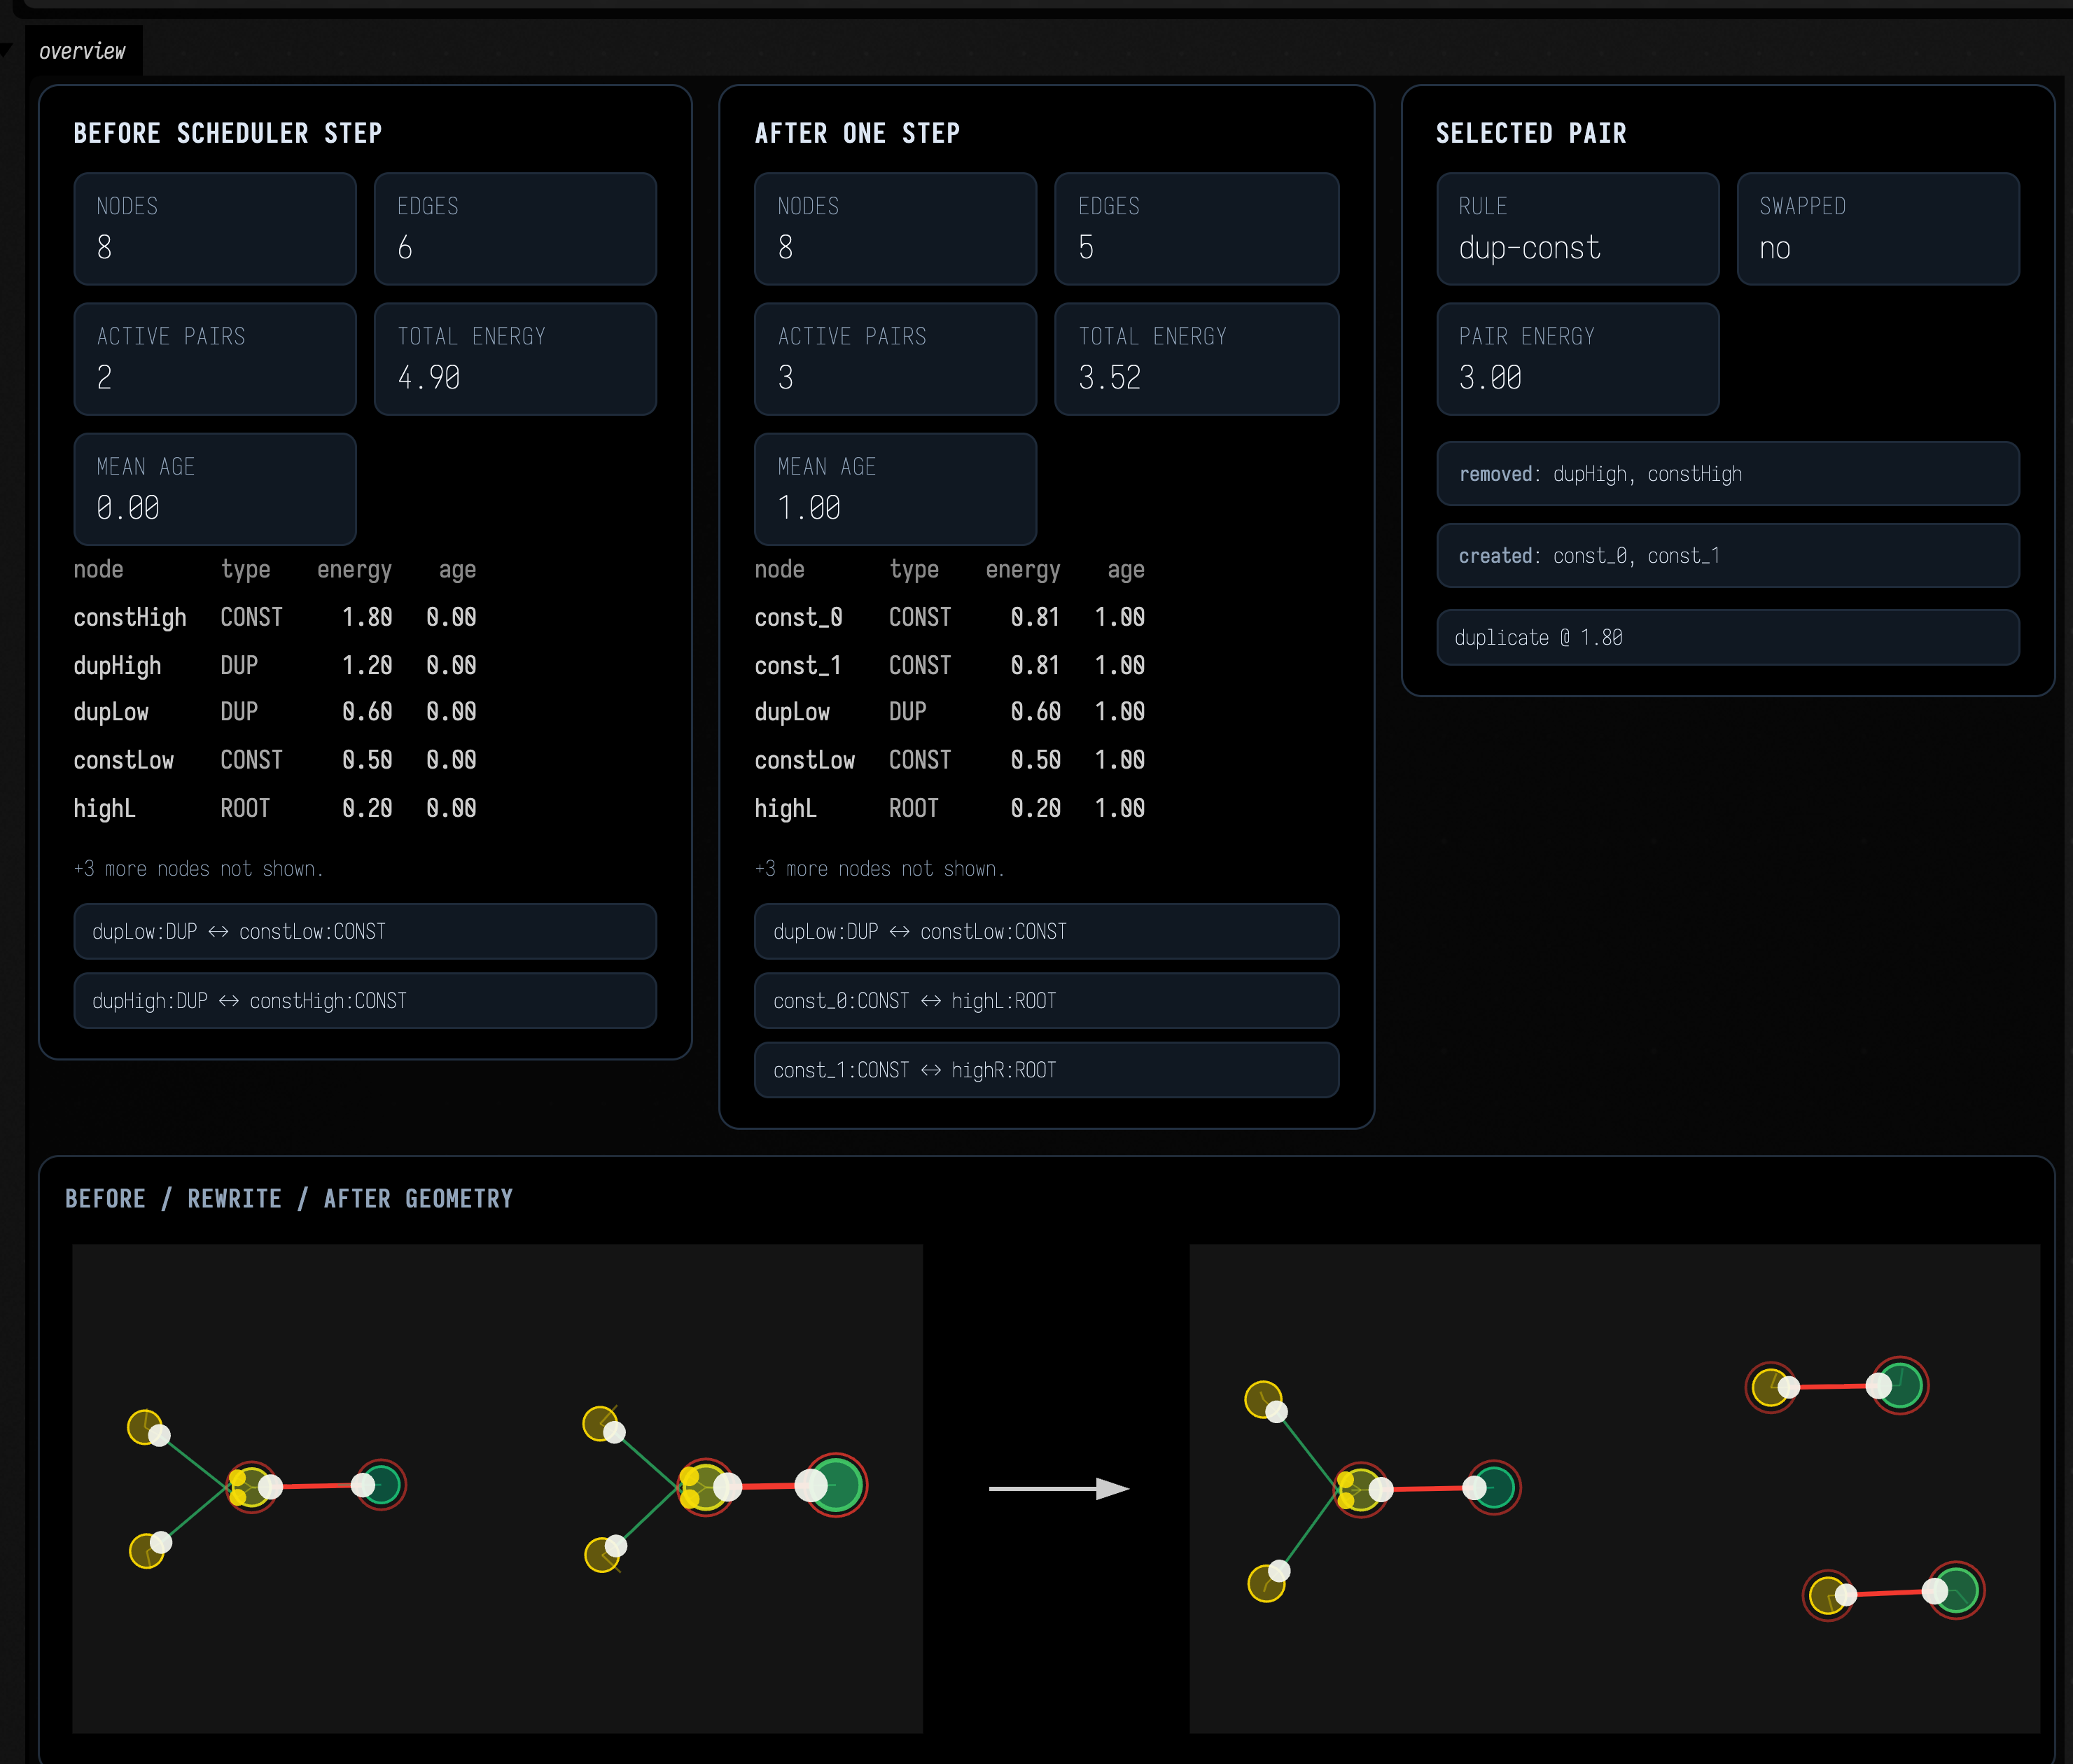 overview
BEFORE SCHEDULER STEP
NODES
8
EDGES
6
ACTIVE PAIRS
2
TOTAL ENERGY
4.90
MEAN AGE
0.00
node type energy age
constHigh CONST 1.80 0.00
dupHigh DUP 1.20 0.00
dupLow DUP 0.60 0.00
constLow CONST 0.50 0.00
highL ROOT 0.20 0.00
+3 more nodes not shown.
dupLow:DUP ↔ constLow:CONST
dupHigh:DUP ↔ constHigh:CONST
AFTER ONE STEP
NODES
8
EDGES
5
ACTIVE PAIRS
3
TOTAL ENERGY
3.52
MEAN AGE
1.00
node type energy age
const_0 CONST 0.81 1.00
const_1 CONST 0.81 1.00
dupLow DUP 0.60 1.00
constLow CONST 0.50 1.00
highL ROOT 0.20 1.00
+3 more nodes not shown.
dupLow:DUP ↔ constLow:CONST
const_0:CONST ↔ highL:ROOT
const_1:CONST ↔ highR:ROOT
SELECTED PAIR
RULE
dup-const
SWAPPED
no
PAIR ENERGY
3.00
removed: dupHigh, constHigh
created: const_0, const_1
duplicate @ 1.80
BEFORE / REWRITE / AFTER GEOMETRY